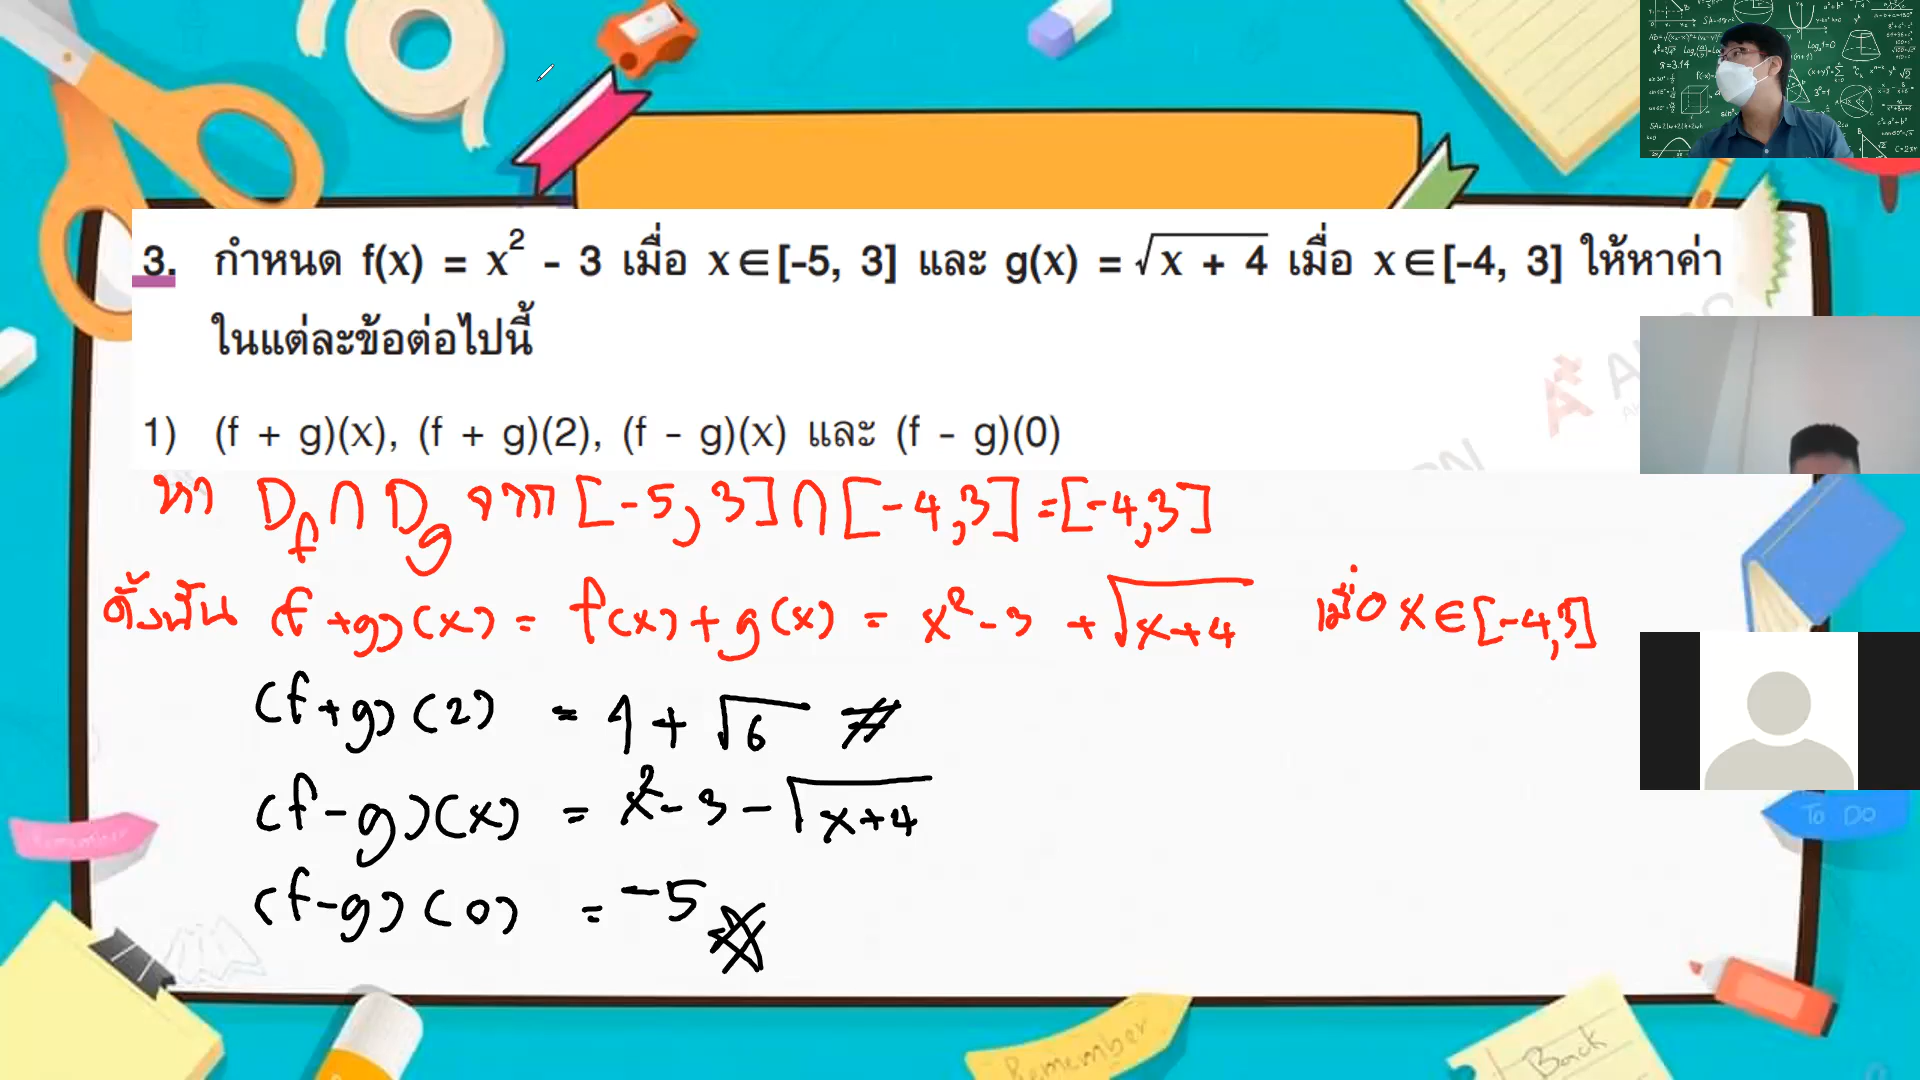 3. กำหนด f(x) = x² - 3 เมื่อ x∈[-5, 3] และ g(x) = √(x + 4) เมื่อ x∈[-4, 3] ให้หาค่า
ในแต่ละข้อต่อไปนี้
1) (f + g)(x), (f + g)(2), (f - g)(x) และ (f - g)(0)
หา D_f ∩ D_g จาก [-5, 3] ∩ [-4,3] = [-4,3]
ดังนั้น (f+g)(x) = f(x) + g(x) = x² - 3 + √(x+4) เมื่อ x ∈ [-4,3]
(f+g)(2) = 1 + √6 #
(f-g)(x) = x² - 3 - √(x+4)
(f-g)(0) = -5
To Do
Remember
Back